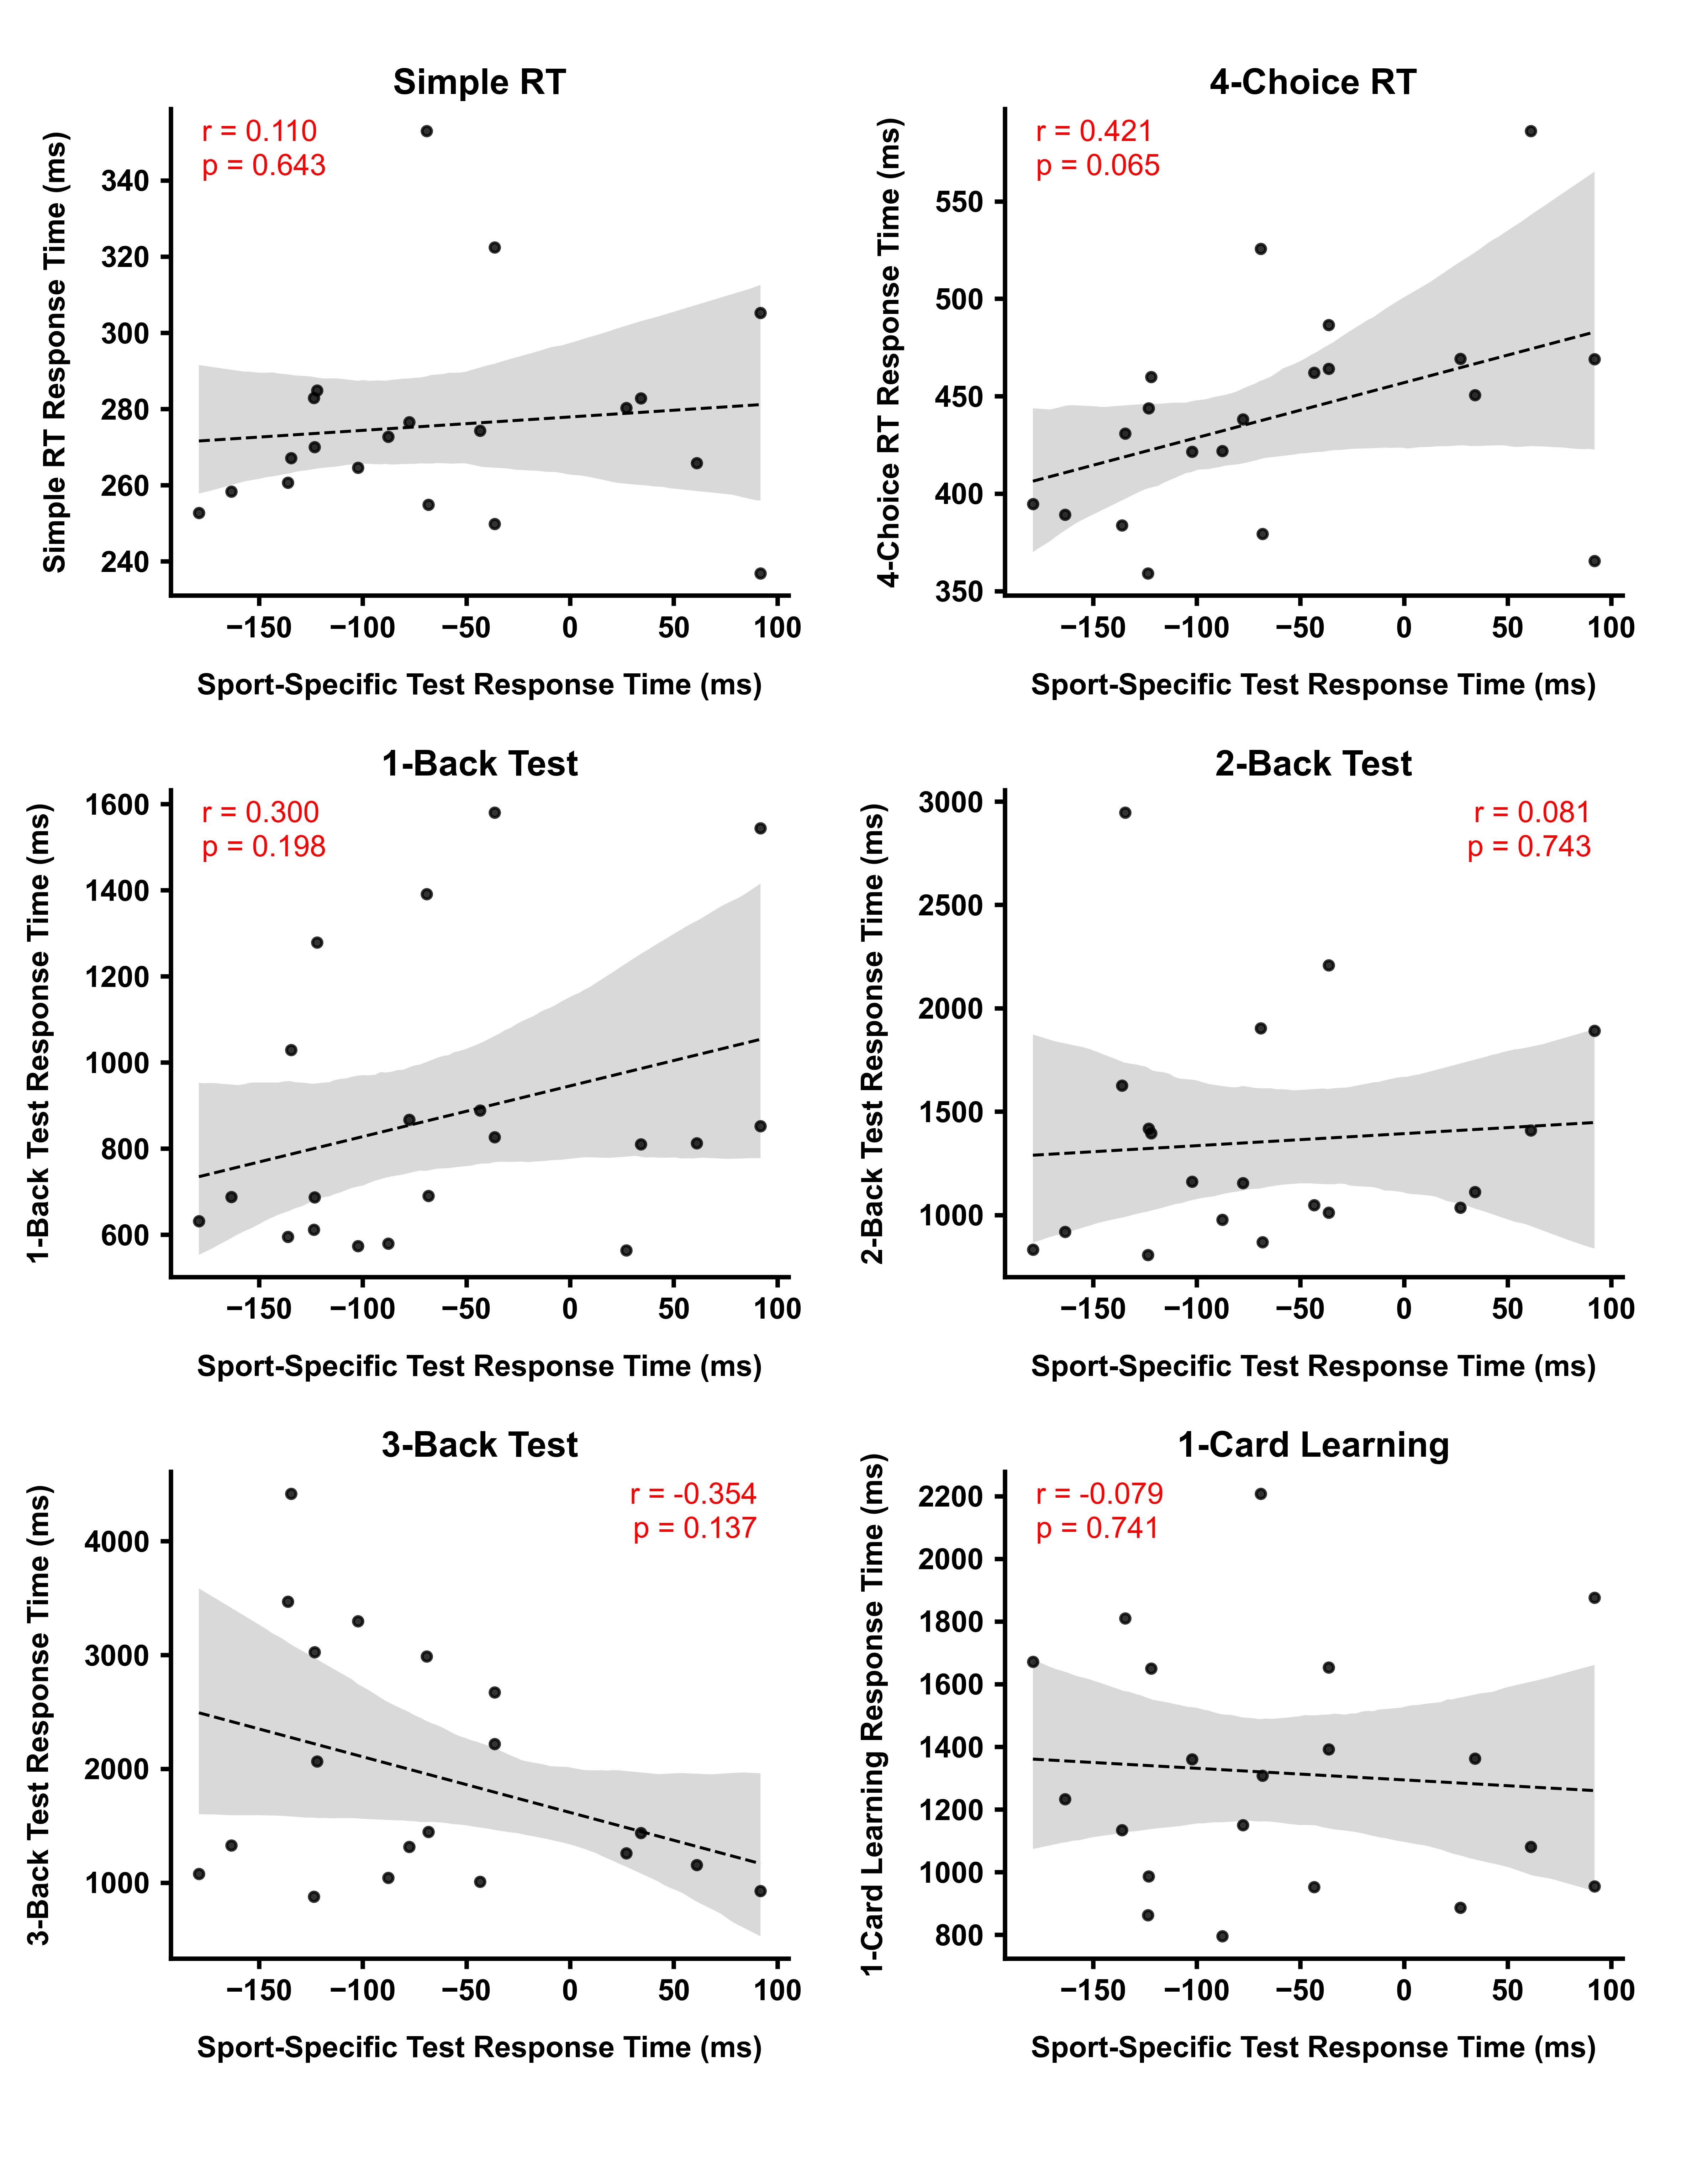 Simple RT
r = 0.110
p = 0.643
Simple RT Response Time (ms)
340
320
300
280
260
240
−150 −100 −50 0 50 100
Sport-Specific Test Response Time (ms)
4-Choice RT
r = 0.421
p = 0.065
4-Choice RT Response Time (ms)
550
500
450
400
350
−150 −100 −50 0 50 100
Sport-Specific Test Response Time (ms)
1-Back Test
r = 0.300
p = 0.198
1-Back Test Response Time (ms)
1600
1400
1200
1000
800
600
−150 −100 −50 0 50 100
Sport-Specific Test Response Time (ms)
2-Back Test
r = 0.081
p = 0.743
2-Back Test Response Time (ms)
3000
2500
2000
1500
1000
−150 −100 −50 0 50 100
Sport-Specific Test Response Time (ms)
3-Back Test
r = -0.354
p = 0.137
3-Back Test Response Time (ms)
4000
3000
2000
1000
−150 −100 −50 0 50 100
Sport-Specific Test Response Time (ms)
1-Card Learning
r = -0.079
p = 0.741
1-Card Learning Response Time (ms)
2200
2000
1800
1600
1400
1200
1000
800
−150 −100 −50 0 50 100
Sport-Specific Test Response Time (ms)